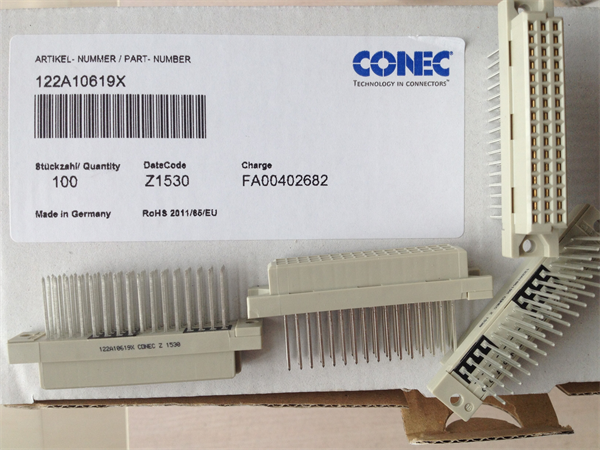 ARTIKEL- NUMMER / PART- NUMBER
122A10619X
CONEC
TECHNOLOGY IN CONNECTORS
Stückzahl/ Quantity
100
DateCode
Z1530
Charge
FA00402682
Made in Germany
RoHS 2011/65/EU
122A10619X CONEC Z 1530